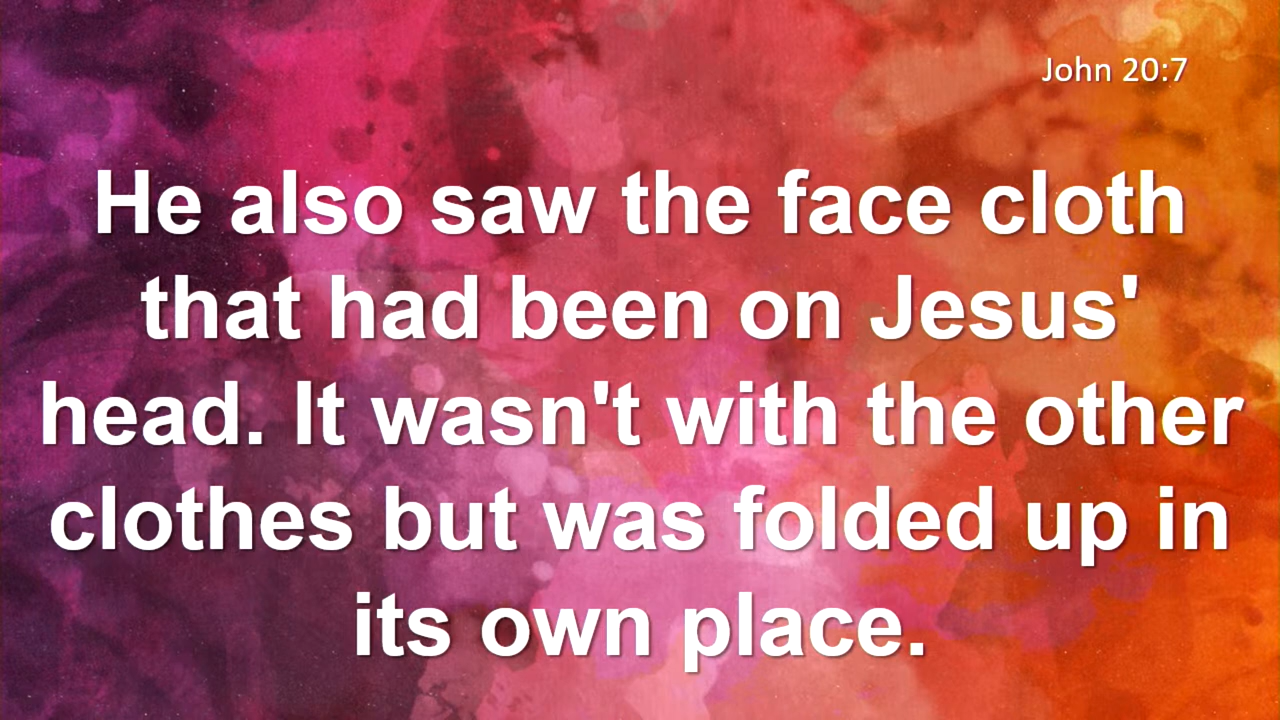 John 20:7
He also saw the face cloth
that had been on Jesus'
head. It wasn't with the other
clothes but was folded up in
its own place.